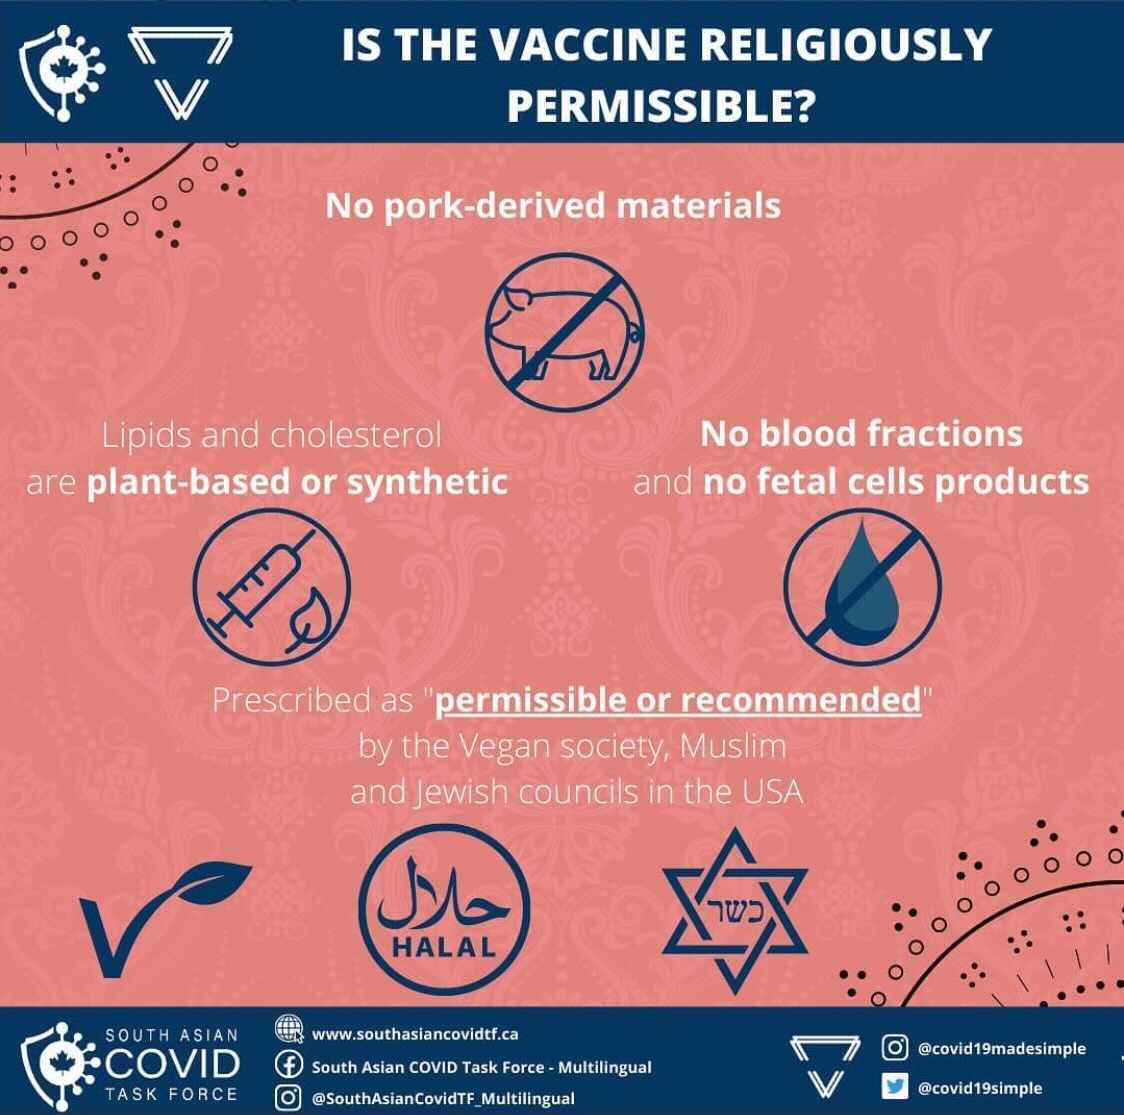 IS THE VACCINE RELIGIOUSLY
PERMISSIBLE?
No pork-derived materials
Lipids and cholesterol
are plant-based or synthetic
No blood fractions
and no fetal cells products
Prescribed as "permissible or recommended"
by the Vegan society, Muslim
and Jewish councils in the USA
حلال
HALAL
כשר
SOUTH ASIAN
COVID
TASK FORCE
www.southasiancovidtf.ca
South Asian COVID Task Force - Multilingual
@SouthAsianCovidTF_Multilingual
@covid19madesimple
@covid19simple